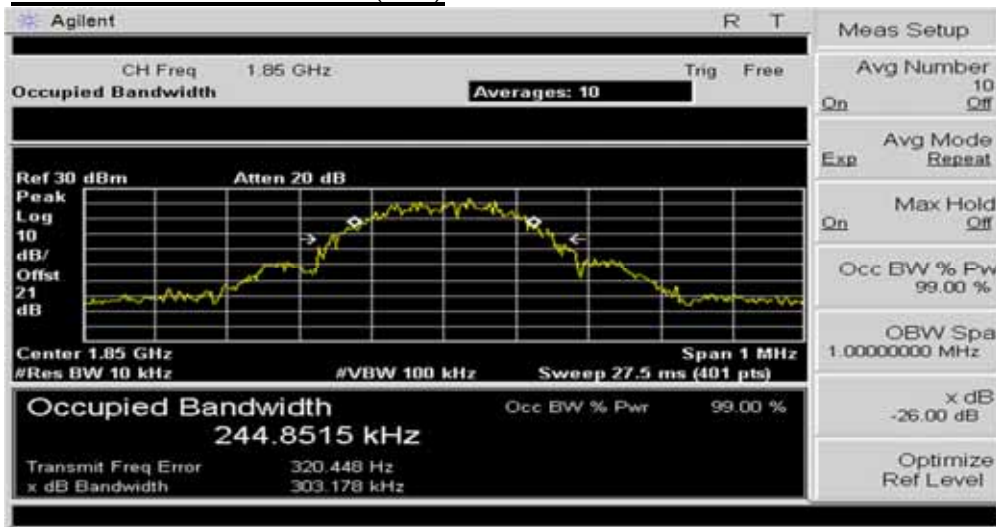 Agilent R T
CH Freq 1.85 GHz Trig Free
Occupied Bandwidth Averages: 10
Ref 30 dBm Atten 20 dB
Peak
Log
10
dB/
Offst
21
dB
Center 1.85 GHz Span 1 MHz
#Res BW 10 kHz #VBW 100 kHz Sweep 27.5 ms (401 pts)
Occupied Bandwidth Occ BW % Pwr 99.00 %
244.8515 kHz
Transmit Freq Error 320.448 Hz
x dB Bandwidth 303.178 kHz
Meas Setup
Avg Number
10
On Off
Avg Mode
Exp Repeat
Max Hold
On Off
Occ BW % Pw
99.00 %
OBW Spa
1.00000000 MHz
x dB
-26.00 dB
Optimize
Ref Level